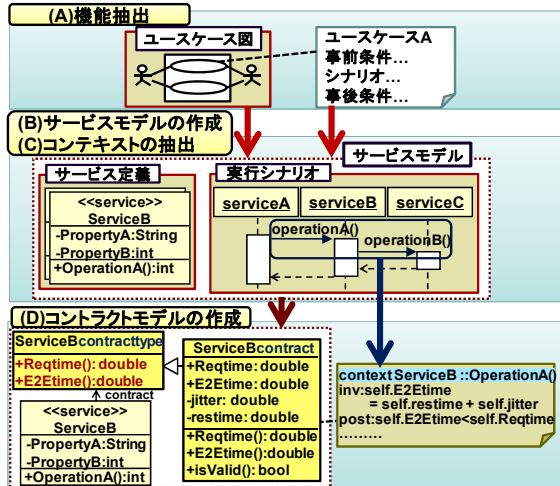 (A)機能抽出
ユースケース図
ユースケースA
事前条件…
シナリオ…
事後条件…
(B)サービスモデルの作成
(C)コンテキストの抽出
サービスモデル
サービス定義
<<service>>
ServiceB
-PropertyA:String
-PropertyB:int
+OperationA():int
実行シナリオ
serviceA
serviceB
serviceC
operationA()
operationB()
(D)コントラクトモデルの作成
ServiceBcontracttype
+Reqtime(): double
+E2Etime(): double
contract
<<service>>
ServiceB
-PropertyA:String
-PropertyB:int
+OperationA():int
ServiceBcontract
+Reqtime: double
+E2Etime: double
-jitter: double
-restime: double
+Reqtime(): double
+E2Etime():double
+isValid(): bool
context ServiceB ::OperationA()
inv:self.E2Etime
= self.restime + self.jitter
post:self.E2Etime<self.Reqtime
………